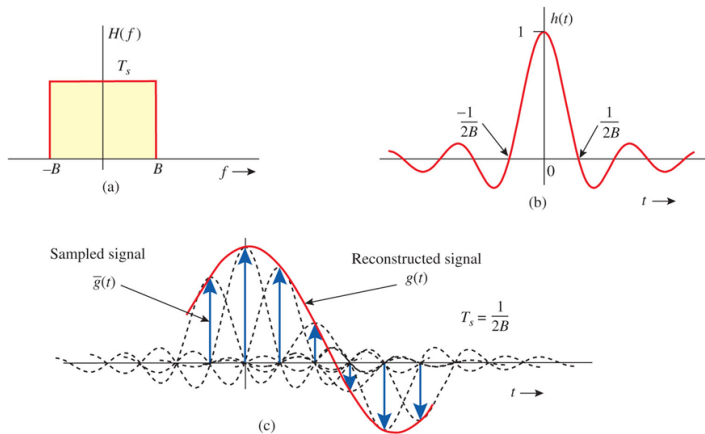 H(f)
T_s
–B
B
f →
(a)
h(t)
1
–1/2B
1/2B
0
t →
(b)
Sampled signal
g̅(t)
Reconstructed signal
g(t)
T_s = 1/2B
t →
(c)